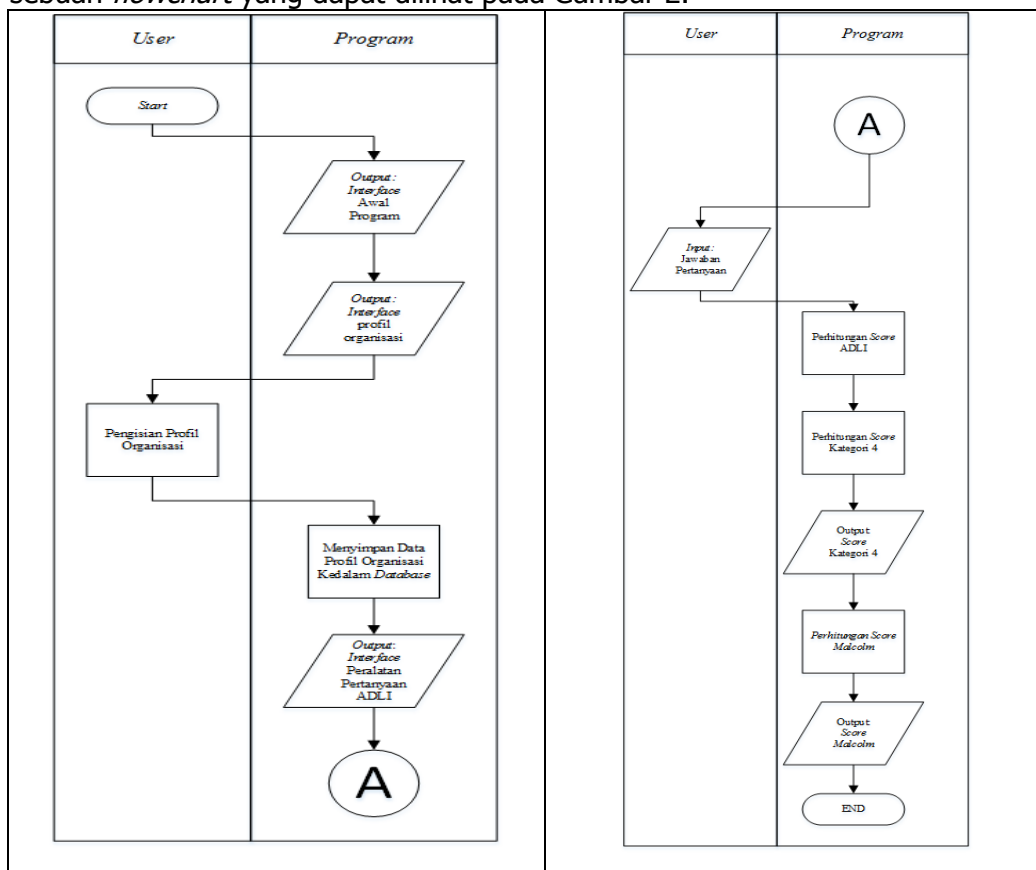 sebuah flowchart yang dapat dilihat pada Gambar 2.
User
Program
Start
Output:
Interface
Awal
Program
Output:
Interface
profil
organisasi
Pengisian Profil
Organisasi
Menyimpan Data
Profil Organisasi
Kedalam Database
Output:
Interface
Peralatan
Pertanyaan
ADLI
A
User
Program
A
Input:
Jawaban
Pertanyaan
Perhitungan Score
ADLI
Perhitungan Score
Kategori 4
Output
Score
Kategori 4
Perhitungan Score
Malcolm
Output
Score
Malcolm
END